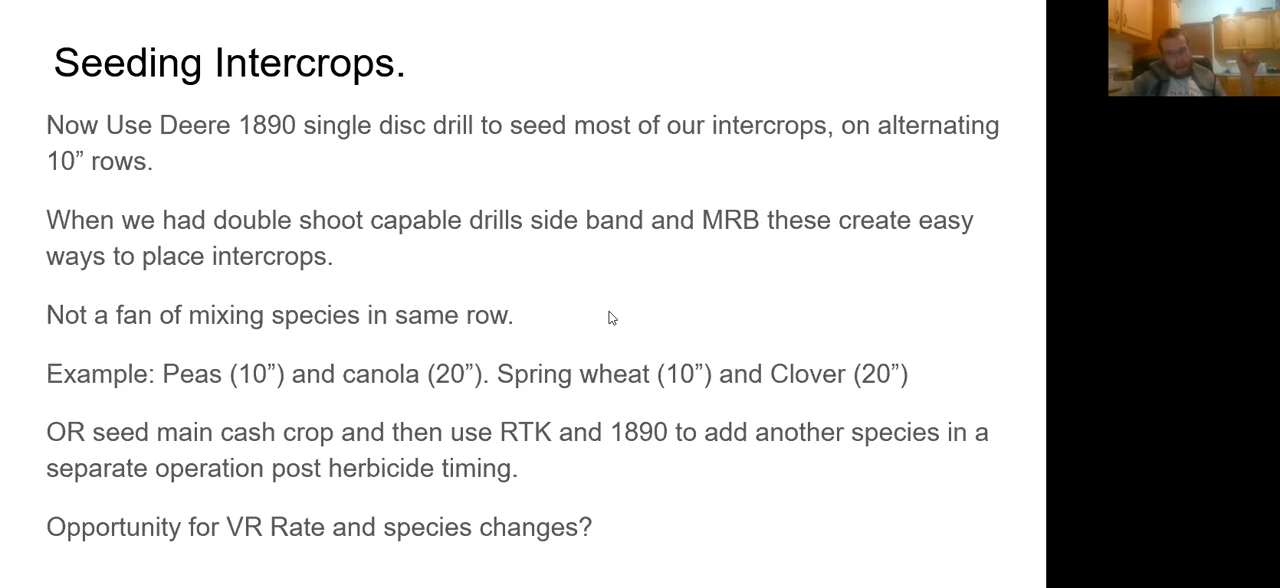 Seeding Intercrops.
Now Use Deere 1890 single disc drill to seed most of our intercrops, on alternating
10” rows.
When we had double shoot capable drills side band and MRB these create easy
ways to place intercrops.
Not a fan of mixing species in same row.
Example: Peas (10”) and canola (20”). Spring wheat (10”) and Clover (20”)
OR seed main cash crop and then use RTK and 1890 to add another species in a
separate operation post herbicide timing.
Opportunity for VR Rate and species changes?